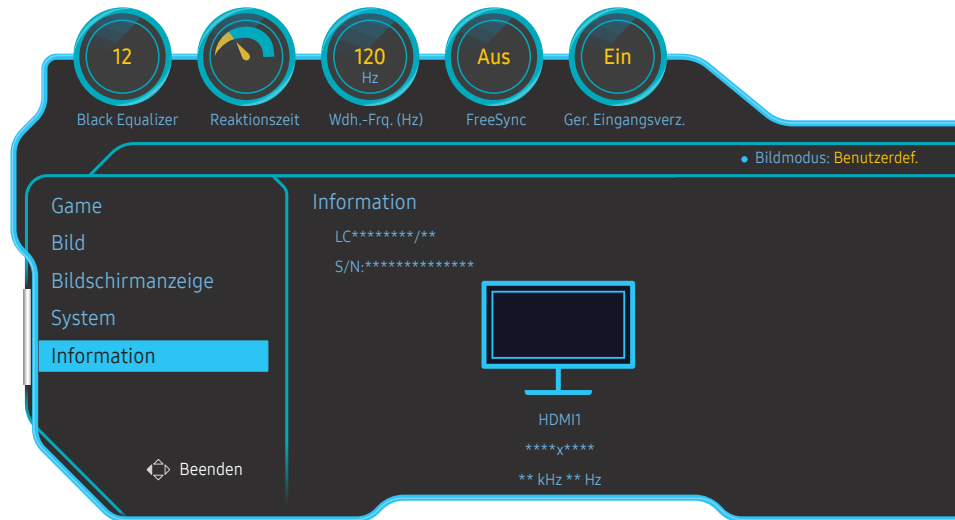 12
120
Hz
Aus
Ein
Black Equalizer
Reaktionszeit
Wdh.-Frq. (Hz)
FreeSync
Ger. Eingangsverz.
• Bildmodus: Benutzerdef.
Game
Bild
Bildschirmanzeige
System
Information
Beenden
Information
LC********/**
S/N:**************
HDMI1
****x****
** kHz ** Hz